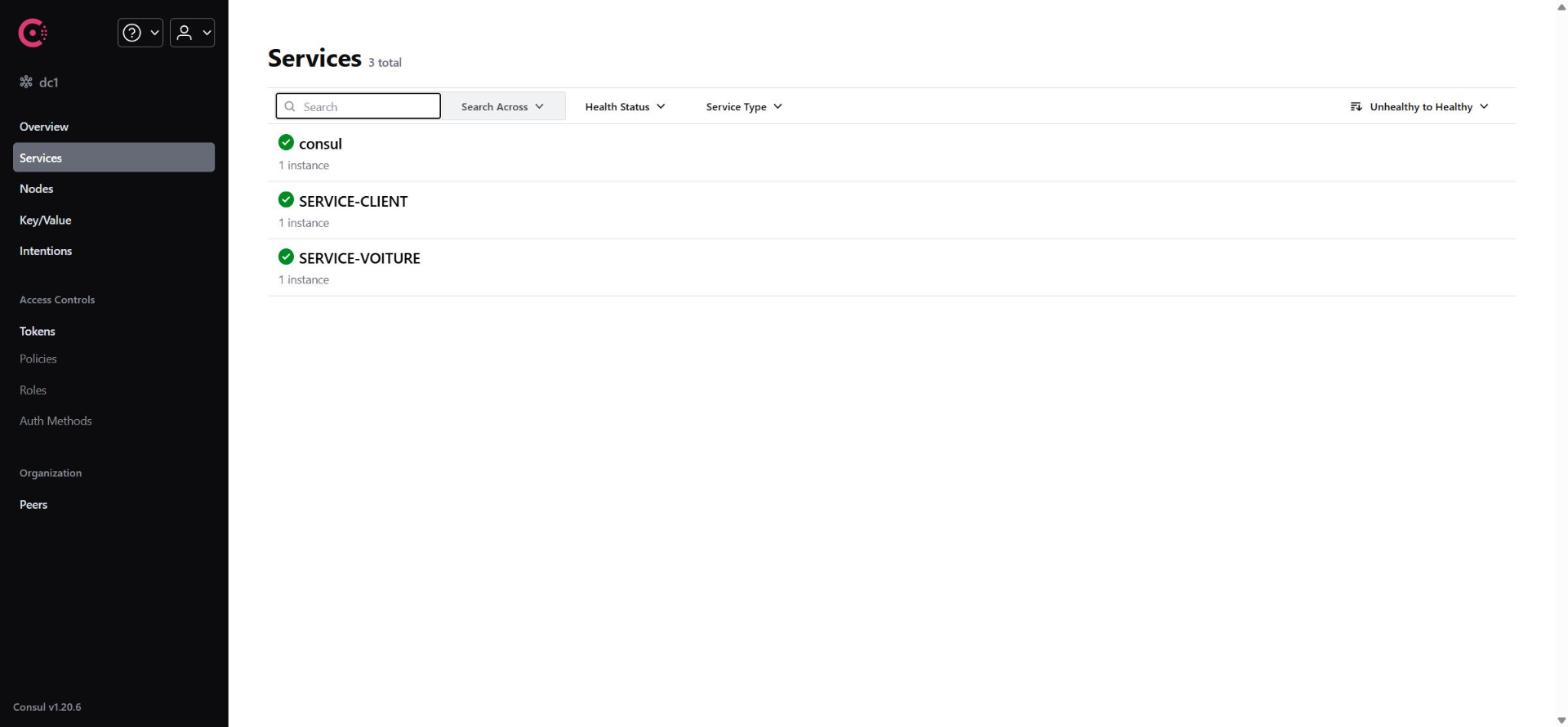 dc1
Overview
Services
Nodes
Key/Value
Intentions
Access Controls
Tokens
Policies
Roles
Auth Methods
Organization
Peers
Consul v1.20.6
Services 3 total
Search Search Across Health Status Service Type Unhealthy to Healthy
consul
1 instance
SERVICE-CLIENT
1 instance
SERVICE-VOITURE
1 instance